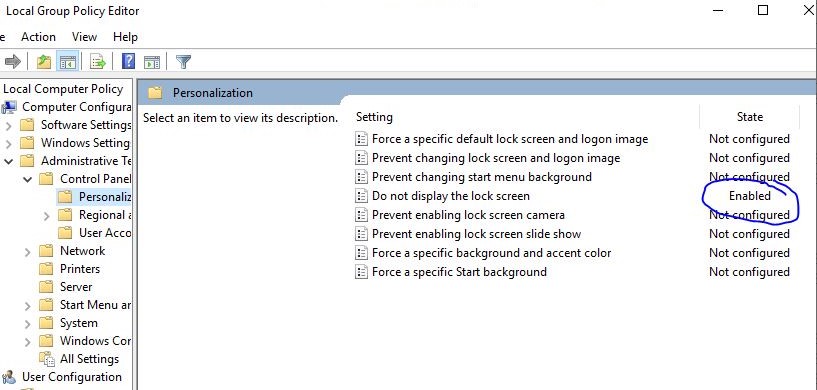 Local Group Policy Editor
Action View Help
Local Computer Policy
Computer Configura
Software Settings
Windows Setting
Administrative Te
Control Pane
Personaliz
Regional a
User Acco
Network
Printers
Server
Start Menu ar
System
Windows Cor
All Settings
User Configuration
Personalization
Select an item to view its description.
Setting State
Force a specific default lock screen and logon image Not configured
Prevent changing lock screen and logon image Not configured
Prevent changing start menu background Not configured
Do not display the lock screen Enabled
Prevent enabling lock screen camera Not configured
Prevent enabling lock screen slide show Not configured
Force a specific background and accent color Not configured
Force a specific Start background Not configured